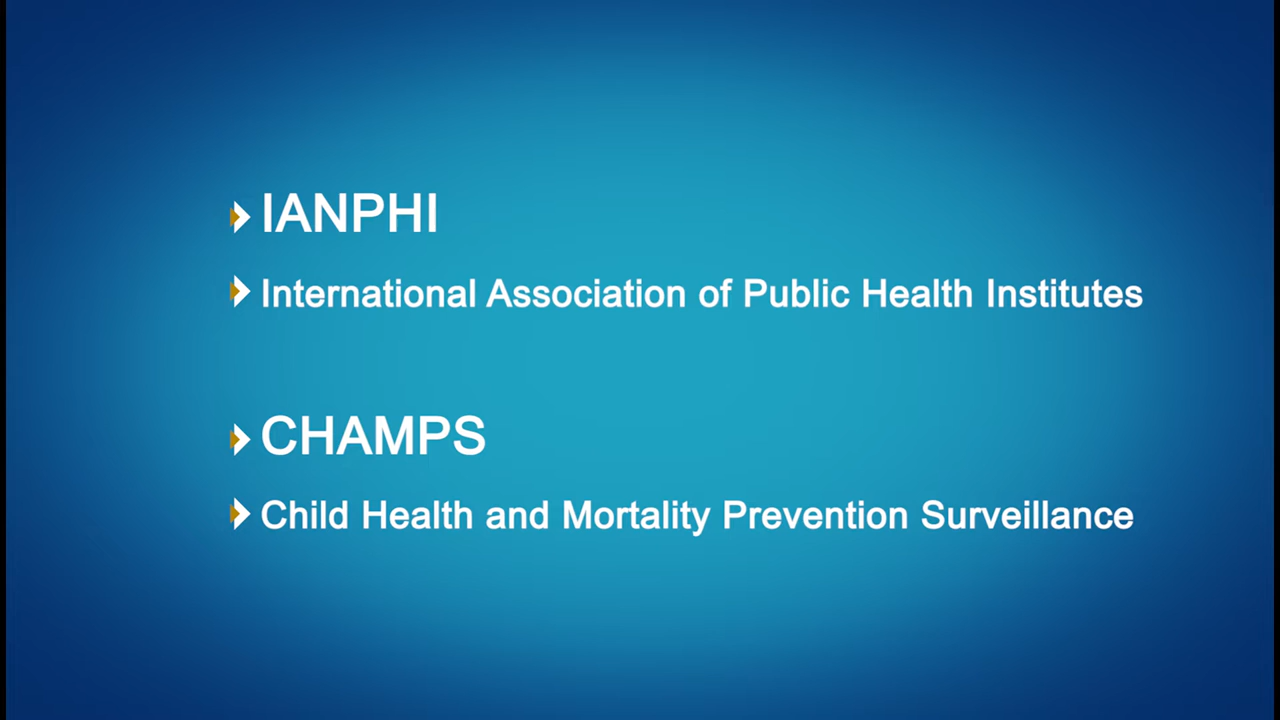 IANPHI
International Association of Public Health Institutes
CHAMPS
Child Health and Mortality Prevention Surveillance